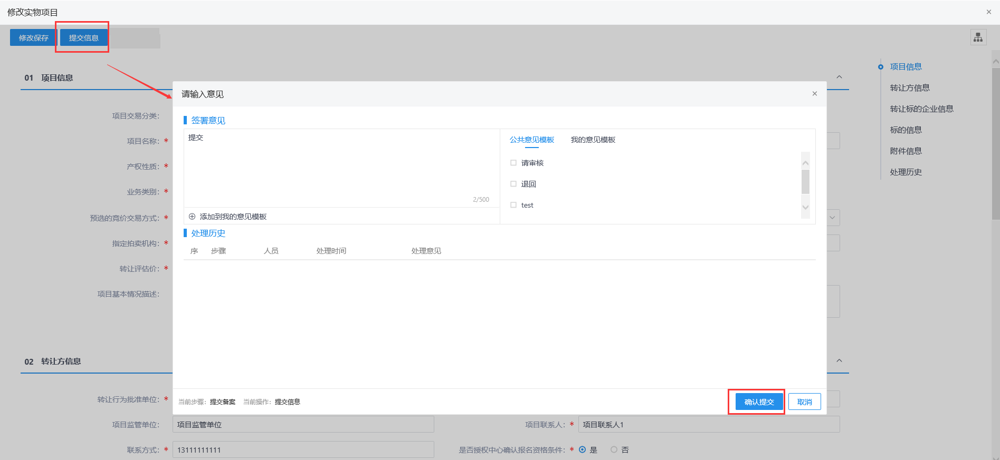 修改实物项目
修改保存 提交信息
01 项目信息
项目交易分类：
项目名称：*
产权性质：*
业务类别：*
预选的竞价交易方式：*
指定拍卖机构：*
转让评估价：*
项目基本情况描述：
请输入意见
签署意见
提交
2/500
添加到我的意见模板
公共意见模板 我的意见模板
请审核
退回
test
处理历史
序 步骤 人员 处理时间 处理意见
当前步骤：提交备案 当前操作：提交信息
确认提交 取消
02 转让方信息
转让行为批准单位：*
项目监管单位： 项目监管单位 项目联系人：* 项目联系人1
联系方式：* 13111111111 是否授权中心确认报名资格条件：* 是 否
项目信息
转让方信息
转让标的企业信息
标的信息
附件信息
处理历史